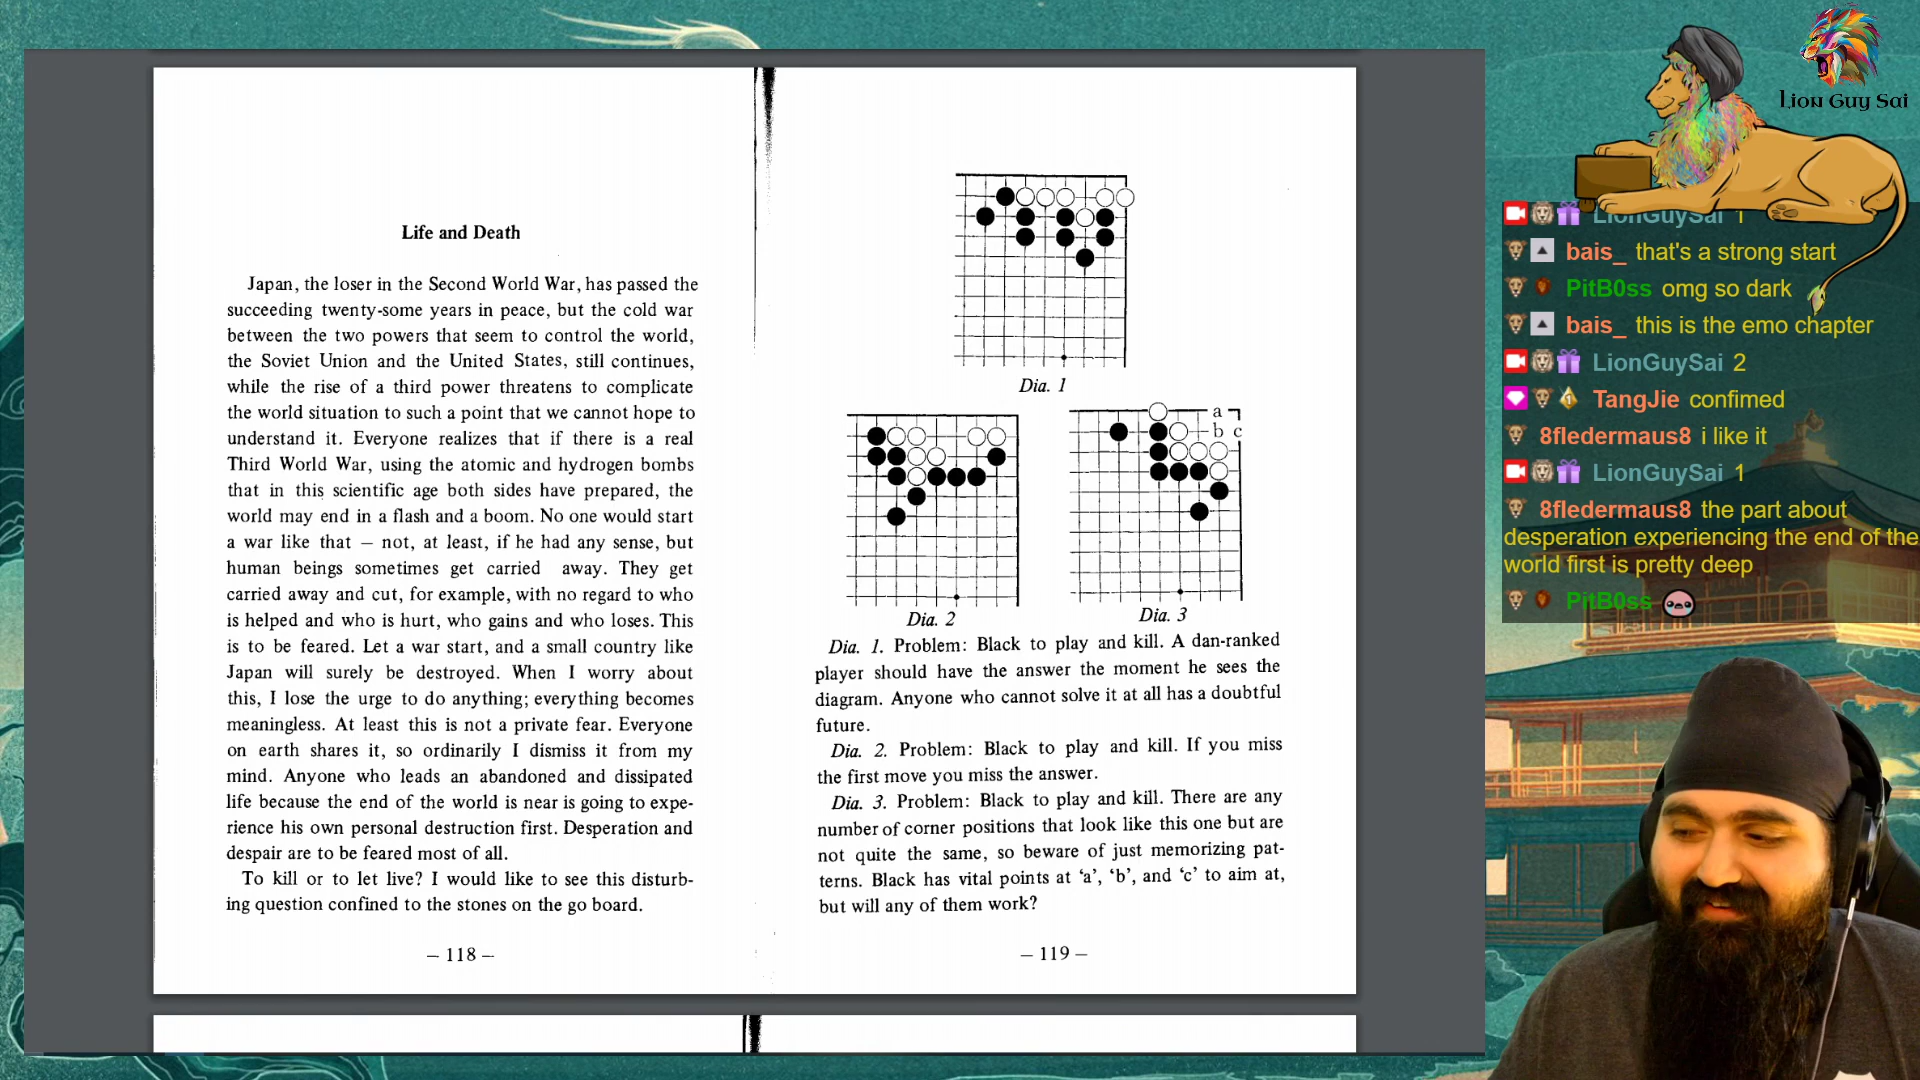 Life and Death
Japan, the loser in the Second World War, has passed the
succeeding twenty-some years in peace, but the cold war
between the two powers that seem to control the world,
the Soviet Union and the United States, still continues,
while the rise of a third power threatens to complicate
the world situation to such a point that we cannot hope to
understand it. Everyone realizes that if there is a real
Third World War, using the atomic and hydrogen bombs
that in this scientific age both sides have prepared, the
world may end in a flash and a boom. No one would start
a war like that — not, at least, if he had any sense, but
human beings sometimes get carried away. They get
carried away and cut, for example, with no regard to who
is helped and who is hurt, who gains and who loses. This
is to be feared. Let a war start, and a small country like
Japan will surely be destroyed. When I worry about
this, I lose the urge to do anything; everything becomes
meaningless. At least this is not a private fear. Everyone
on earth shares it, so ordinarily I dismiss it from my
mind. Anyone who leads an abandoned and dissipated
life because the end of the world is near is going to expe-
rience his own personal destruction first. Desperation and
despair are to be feared most of all.
To kill or to let live? I would like to see this disturb-
ing question confined to the stones on the go board.
— 118 —
Dia. 1
a
b c
Dia. 2
Dia. 3
Dia. 1. Problem: Black to play and kill. A dan-ranked
player should have the answer the moment he sees the
diagram. Anyone who cannot solve it at all has a doubtful
future.
Dia. 2. Problem: Black to play and kill. If you miss
the first move you miss the answer.
Dia. 3. Problem: Black to play and kill. There are any
number of corner positions that look like this one but are
not quite the same, so beware of just memorizing pat-
terns. Black has vital points at ‘a’, ‘b’, and ‘c’ to aim at,
but will any of them work?
— 119 —
Lion Guy Sai
LionGuySai 1
bais_ that's a strong start
PitB0ss omg so dark
bais_ this is the emo chapter
LionGuySai 2
TangJie confimed
8fledermaus8 i like it
LionGuySai 1
8fledermaus8 the part about
desperation experiencing the end of the
world first is pretty deep
PitB0ss